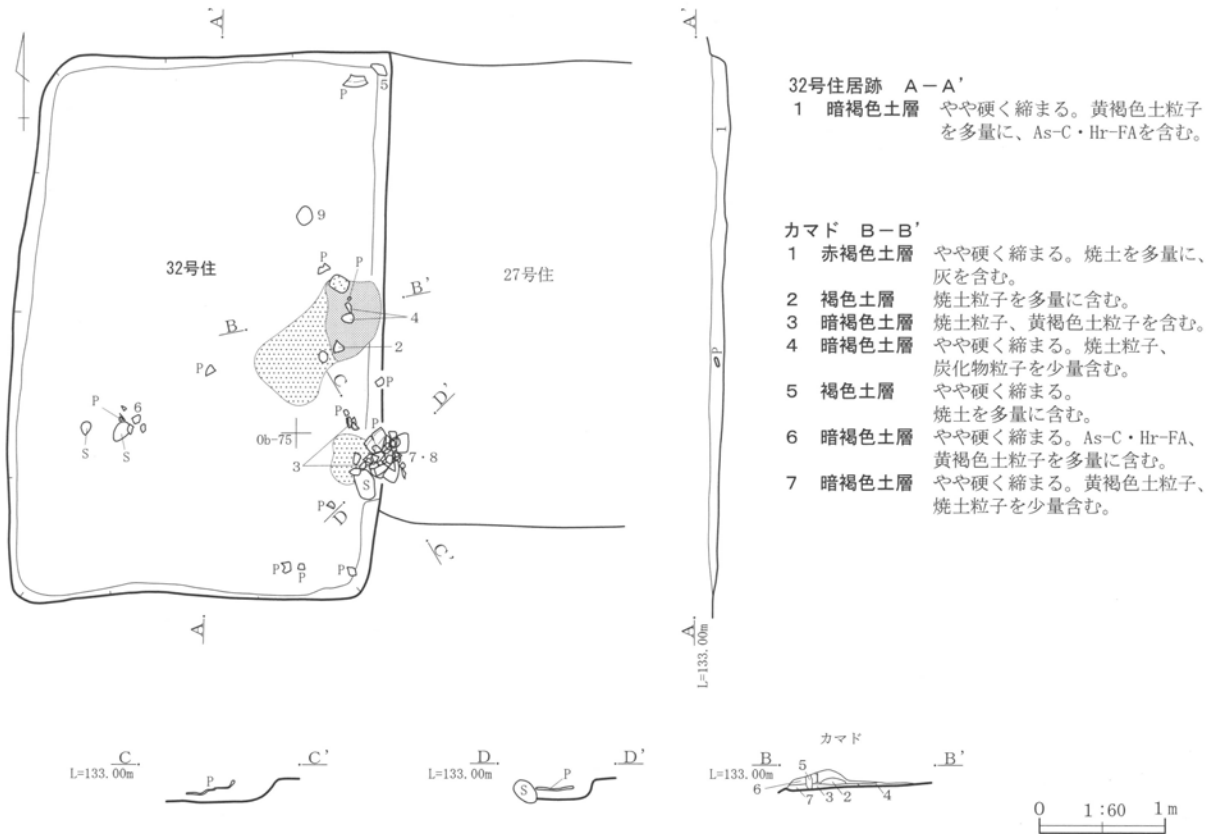 A'
A'
32号住居跡 A－A'
1 暗褐色土層 やや硬く締まる。黄褐色土粒子
を多量に、As-C・Hr-FAを含む。
P
5
1
9
カマド B－B'
1 赤褐色土層 やや硬く締まる。焼土を多量に、
灰を含む。
2 褐色土層 焼土粒子を多量に含む。
3 暗褐色土層 焼土粒子、黄褐色土粒子を含む。
4 暗褐色土層 やや硬く締まる。焼土粒子、
炭化物粒子を少量含む。
5 褐色土層 やや硬く締まる。
焼土を多量に含む。
6 暗褐色土層 やや硬く締まる。As-C・Hr-FA、
黄褐色土粒子を多量に含む。
7 暗褐色土層 やや硬く締まる。黄褐色土粒子、
焼土粒子を少量含む。
P
P
32号住
27号住
B'
B
4
2
P
P
C
P
D'
P
6
P
P
Ob-75
S
S
3
7・8
S
P
D
C'
P
P
P
A
A
L=133.00m
カマド
C
C'
L=133.00m
P
D
D'
L=133.00m
S
P
B
B'
L=133.00m
5
6
7
3
2
4
0 1:60 1m